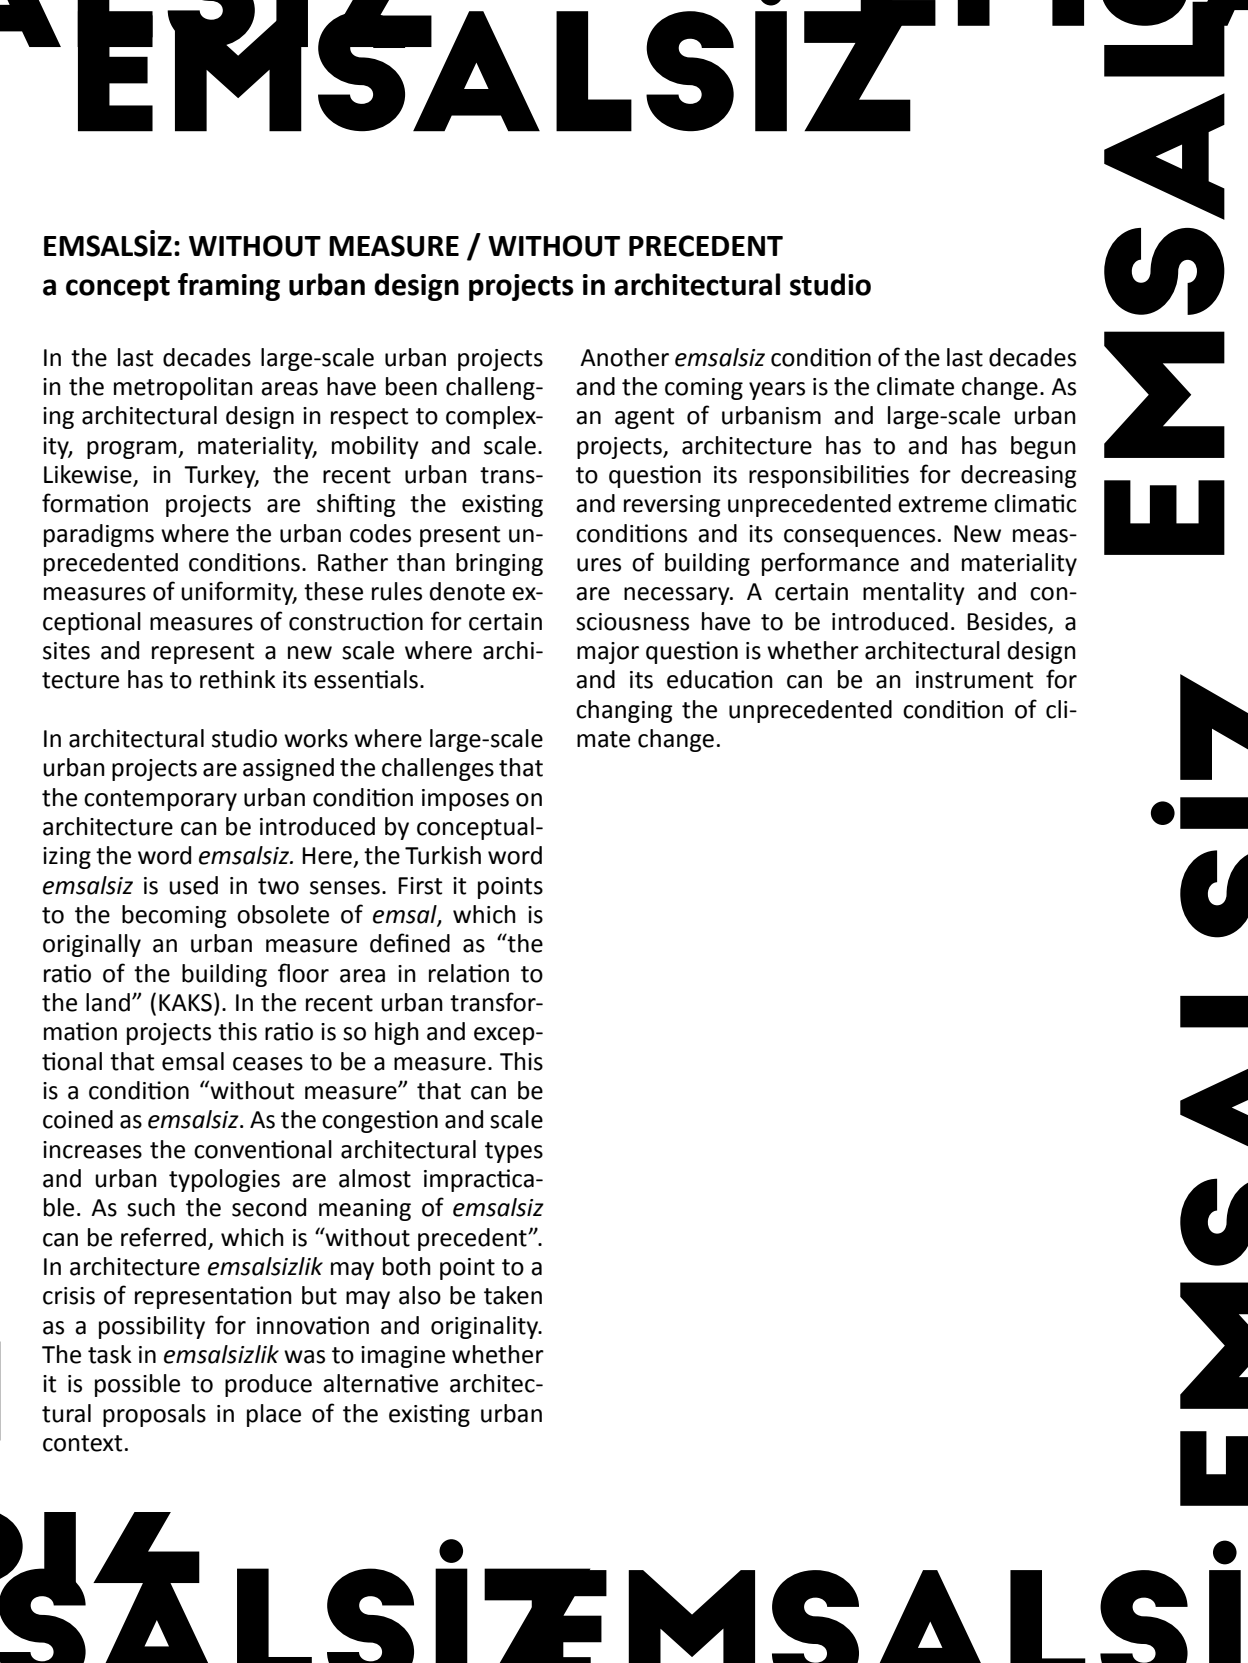 EMSALSİZ
EMSALSİZ: WITHOUT MEASURE / WITHOUT PRECEDENT
a concept framing urban design projects in architectural studio
In the last decades large-scale urban projects
in the metropolitan areas have been challeng-
ing architectural design in respect to complex-
ity, program, materiality, mobility and scale.
Likewise, in Turkey, the recent urban trans-
formation projects are shifting the existing
paradigms where the urban codes present un-
precedented conditions. Rather than bringing
measures of uniformity, these rules denote ex-
ceptional measures of construction for certain
sites and represent a new scale where archi-
tecture has to rethink its essentials.
In architectural studio works where large-scale
urban projects are assigned the challenges that
the contemporary urban condition imposes on
architecture can be introduced by conceptual-
izing the word emsalsiz. Here, the Turkish word
emsalsiz is used in two senses. First it points
to the becoming obsolete of emsal, which is
originally an urban measure defined as “the
ratio of the building floor area in relation to
the land” (KAKS). In the recent urban transfor-
mation projects this ratio is so high and excep-
tional that emsal ceases to be a measure. This
is a condition “without measure” that can be
coined as emsalsiz. As the congestion and scale
increases the conventional architectural types
and urban typologies are almost impractica-
ble. As such the second meaning of emsalsiz
can be referred, which is “without precedent”.
In architecture emsalsizlik may both point to a
crisis of representation but may also be taken
as a possibility for innovation and originality.
The task in emsalsizlik was to imagine whether
it is possible to produce alternative architec-
tural proposals in place of the existing urban
context.
Another emsalsiz condition of the last decades
and the coming years is the climate change. As
an agent of urbanism and large-scale urban
projects, architecture has to and has begun
to question its responsibilities for decreasing
and reversing unprecedented extreme climatic
conditions and its consequences. New meas-
ures of building performance and materiality
are necessary. A certain mentality and con-
sciousness have to be introduced. Besides, a
major question is whether architectural design
and its education can be an instrument for
changing the unprecedented condition of cli-
mate change.
EMSAL
EMSALSİZ
SALSİZ
EMSALSİ